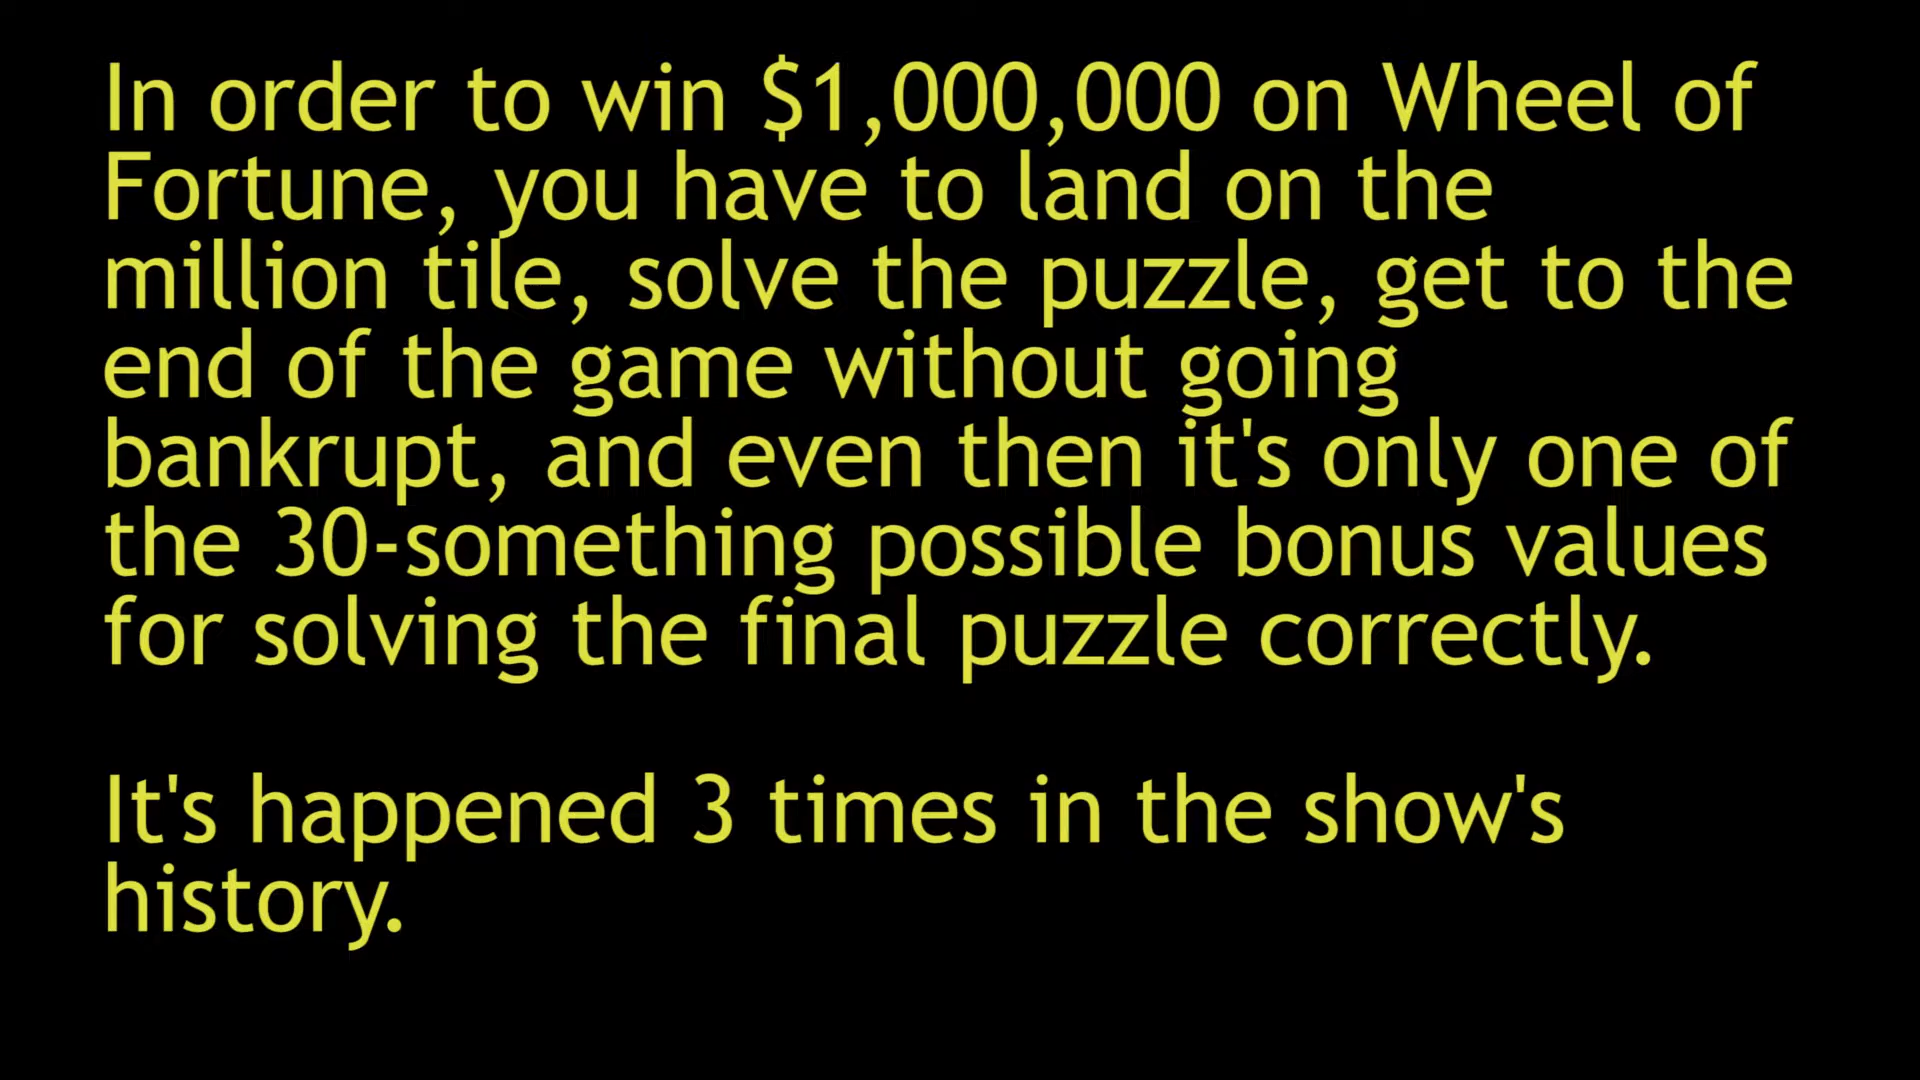 In order to win $1,000,000 on Wheel of
Fortune, you have to land on the
million tile, solve the puzzle, get to the
end of the game without going
bankrupt, and even then it's only one of
the 30-something possible bonus values
for solving the final puzzle correctly.
It's happened 3 times in the show's
history.